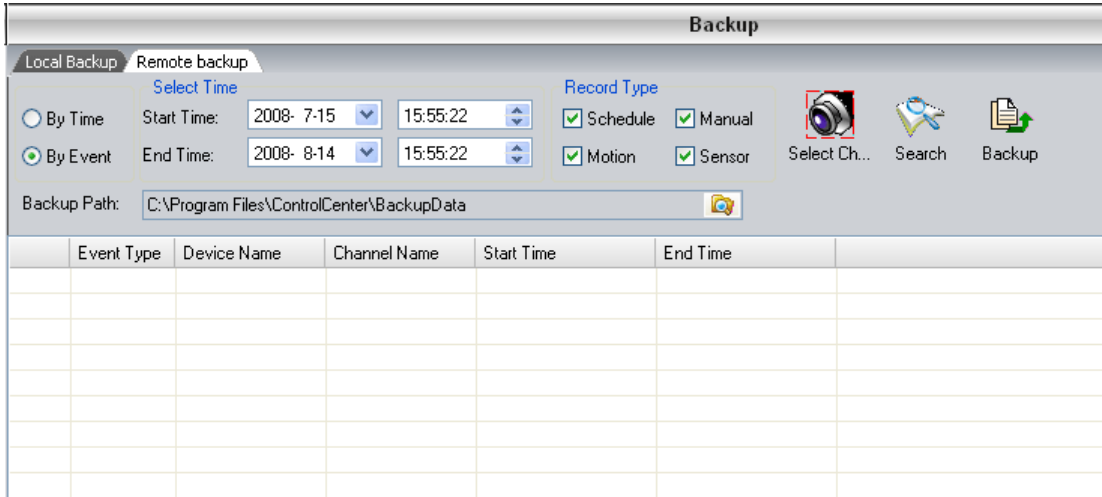 Backup
Local Backup Remote backup
Select Time Record Type
By Time Start Time: 2008- 7-15 15:55:22 Schedule Manual
By Event End Time: 2008- 8-14 15:55:22 Motion Sensor Select Ch... Search Backup
Backup Path: C:\Program Files\ControlCenter\BackupData
Event Type Device Name Channel Name Start Time End Time